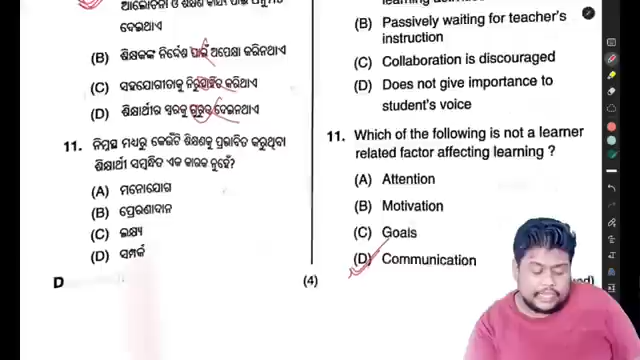 ଆଲୋଚନା ଓ ଶିକ୍ଷଣ କାର୍ଯ୍ୟ
ଦେଇଥାଏ
(B) ଶିକ୍ଷକଙ୍କ ନିର୍ଦ୍ଦେଶ ପାଇଁ ଅପେକ୍ଷା କରିନଥାଏ
(C) ସହଯୋଗୀତାକୁ ନିରୁତ୍ସାହିତ କରିଥାଏ
(D) ଶିକ୍ଷାର୍ଥୀର ସ୍ୱରକୁ ଗୁରୁତ୍ୱ ଦେଇନଥାଏ
11. ନିମ୍ନସ୍ଥ ମଧ୍ୟରୁ କେଉଁଟି ଶିକ୍ଷଣକୁ ପ୍ରଭାବିତ କରୁଥିବା
ଶିକ୍ଷାର୍ଥୀ ସମ୍ବନ୍ଧିତ ଏକ କାରକ ନୁହେଁ?
(A) ମନୋଯୋଗ
(B) ପ୍ରେରଣାଦାନ
(C) ଲକ୍ଷ୍ୟ
(D) ସମ୍ପର୍କ
D
(4)
(B) Passively waiting for teacher's
instruction
(C) Collaboration is discouraged
(D) Does not give importance to
student's voice
11. Which of the following is not a learner
related factor affecting learning ?
(A) Attention
(B) Motivation
(C) Goals
(D) Communication